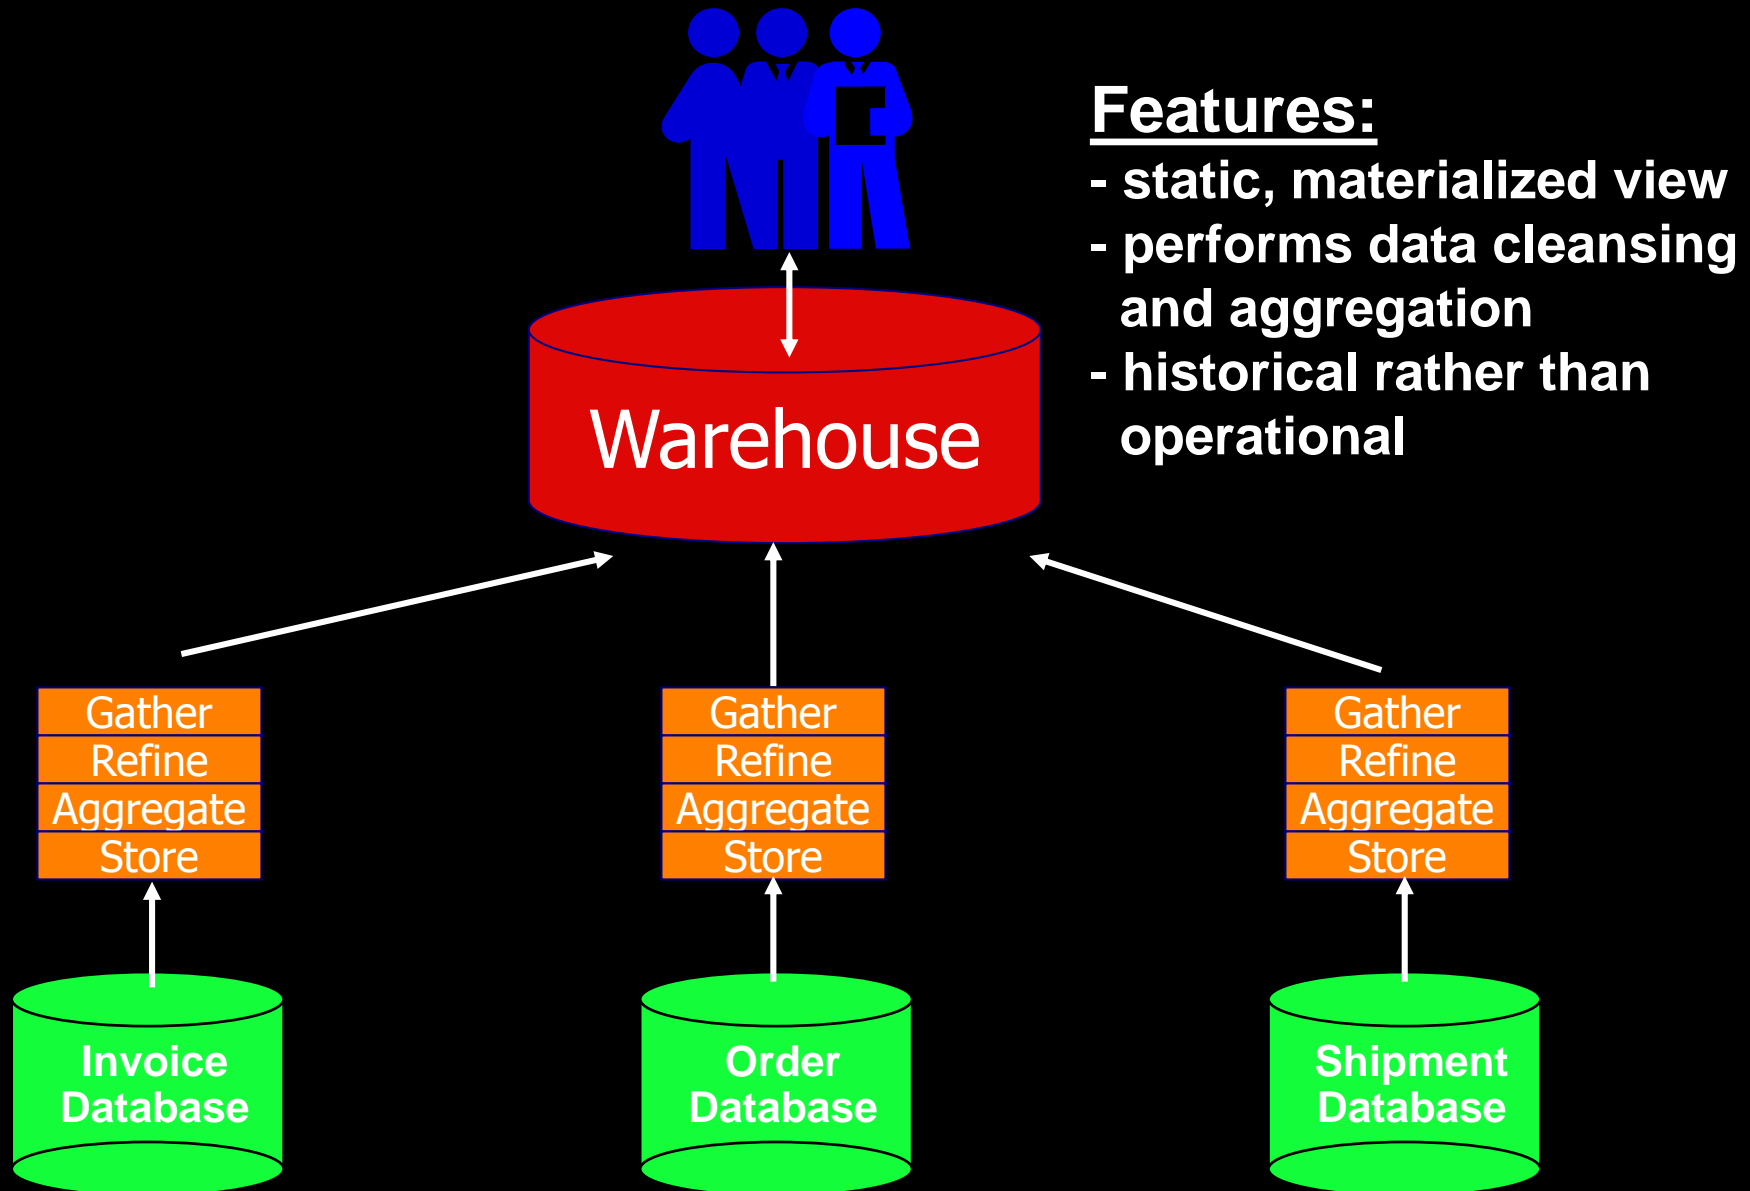 Features:
- static, materialized view
- performs data cleansing
and aggregation
- historical rather than
operational
Warehouse
Gather
Refine
Aggregate
Store
Gather
Refine
Aggregate
Store
Gather
Refine
Aggregate
Store
Invoice
Database
Order
Database
Shipment
Database